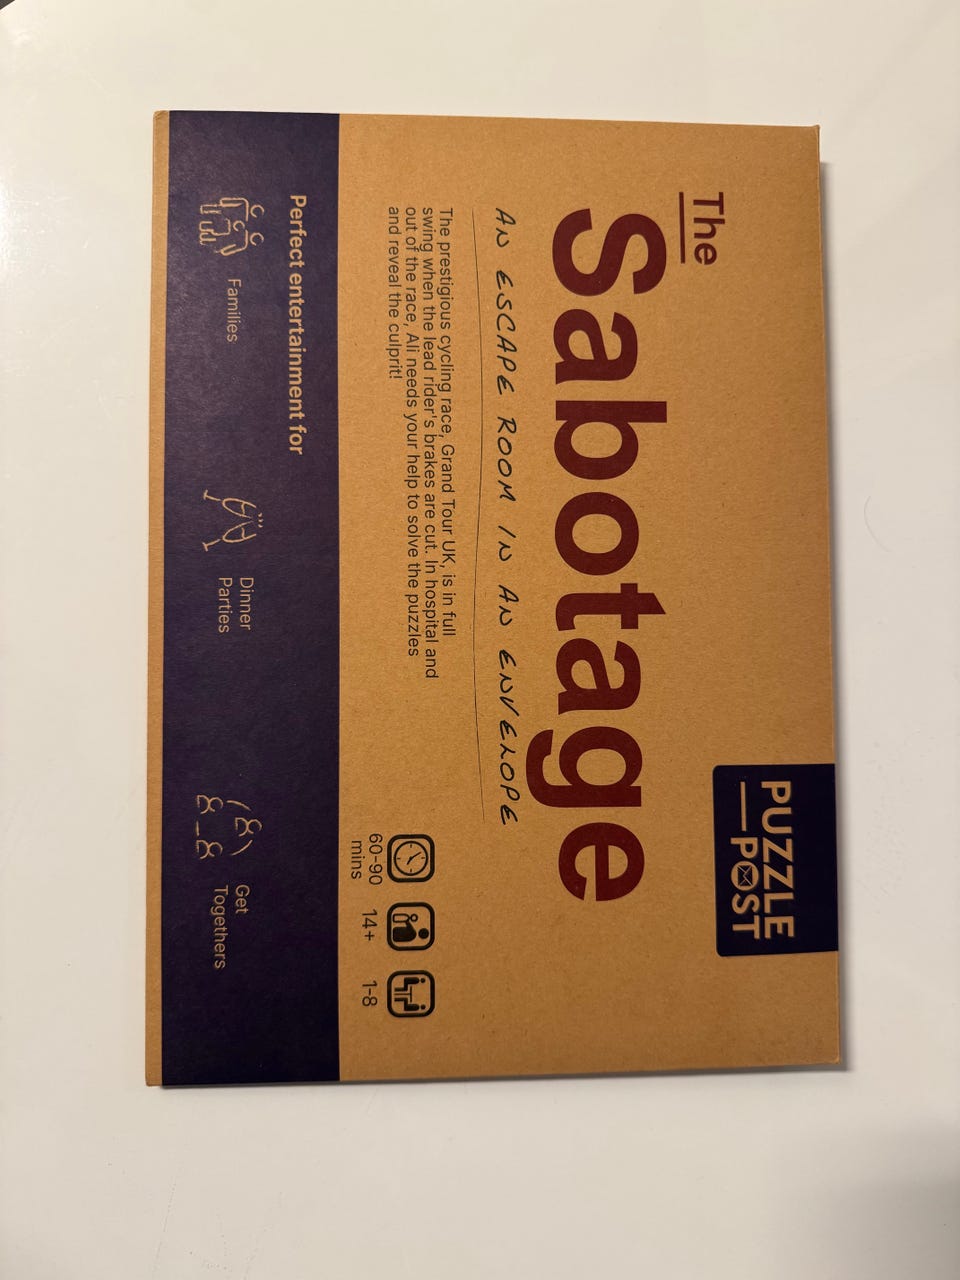 PUZZLE
POST
The
Sabotage
AN ESCAPE ROOM IN AN ENVELOPE
The prestigious cycling race, Grand Tour UK, is in full
swing when the lead rider's brakes are cut. In hospital and
out of the race, Ali needs your help to solve the puzzles
and reveal the culprit!
60-90
mins
14+
1-8
Perfect entertainment for
Families
Dinner
Parties
Get
Togethers